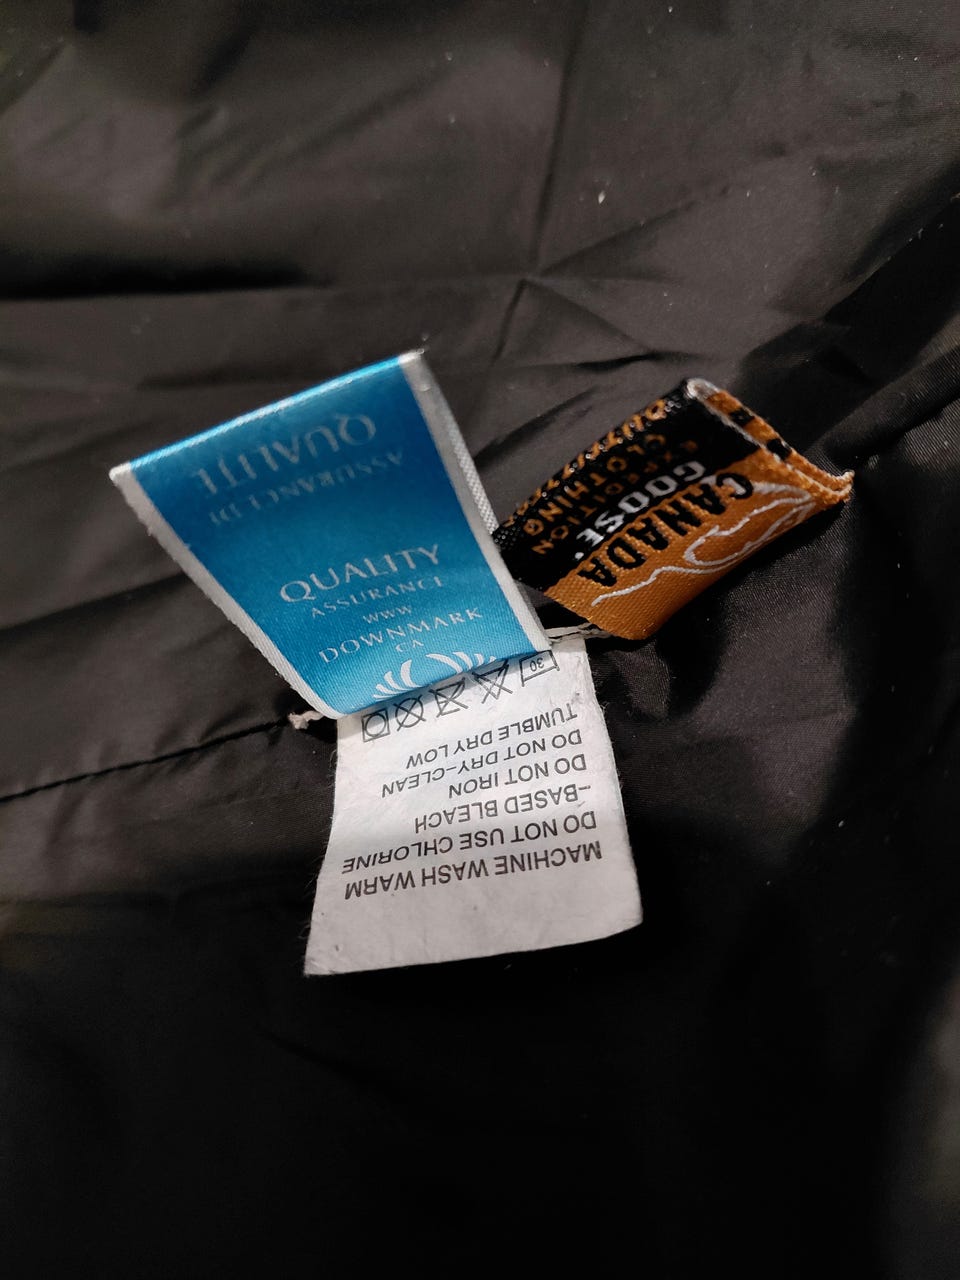 QUALITÉ
ASSURANCE DE
QUALITY
ASSURANCE
WWW
DOWNMARK
CA
CANADA
GOOSE
EXPEDITION
CLOTHING
30
MACHINE WASH WARM
DO NOT USE CHLORINE
-BASED BLEACH
DO NOT IRON
DO NOT DRY-CLEAN
TUMBLE DRY LOW